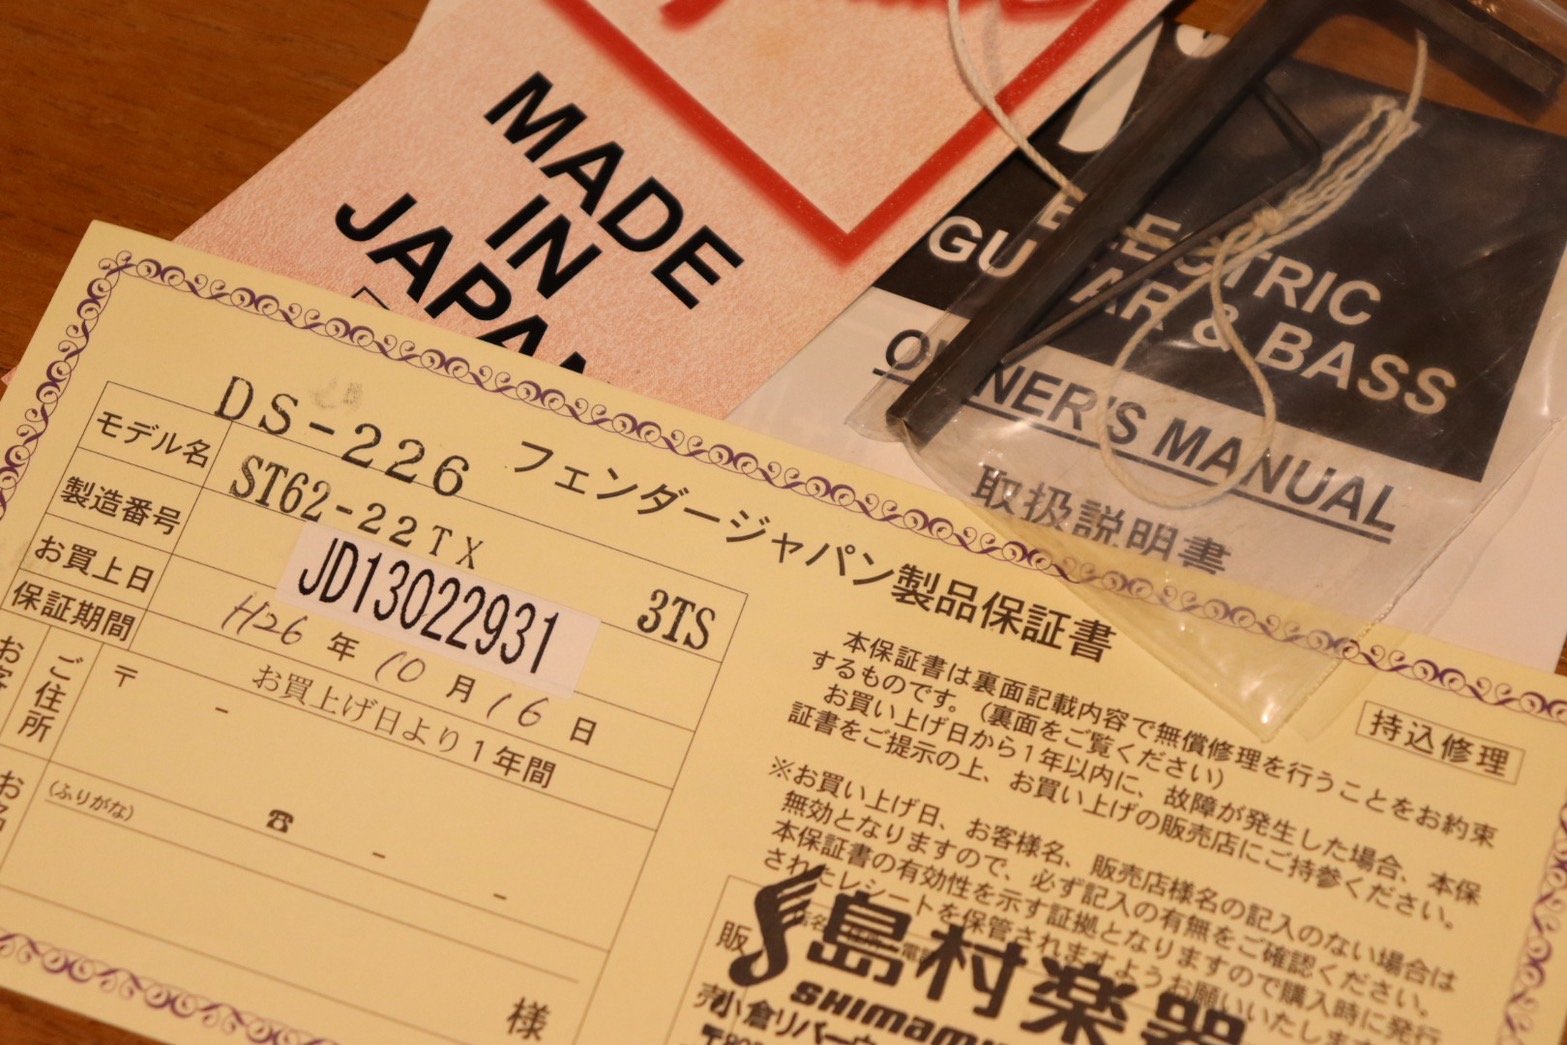 MADE
IN
JAPAN
ELECTRIC
GUITAR & BASS
OWNER'S MANUAL
取扱説明書
DS-226 フェンダージャパン製品保証書
モデル名 ST62-22TX 3TS
製造番号 JD13022931
お買上日 H26 年 10 月 16 日
保証期間 お買上げ日より1年間
ご住所 〒 - 
☎ - -
(ふりがな)
様
本保証書は裏面記載内容で無償修理を行うことをお約束
するものです。(裏面をご覧ください)
お買い上げ日から1年以内に、故障が発生した場合、本保
証書をご提示の上、お買い上げの販売店にご持参ください。
持込修理
※お買い上げ日、お客様名、販売店様名の記入のない場合は
無効となりますので、必ず記入の有無をご確認ください。
本保証書の有効性を示す証拠となりますので購入時に発行
されたレシートを保管されますようお願いいたします
販売
島村楽器
小倉リバー